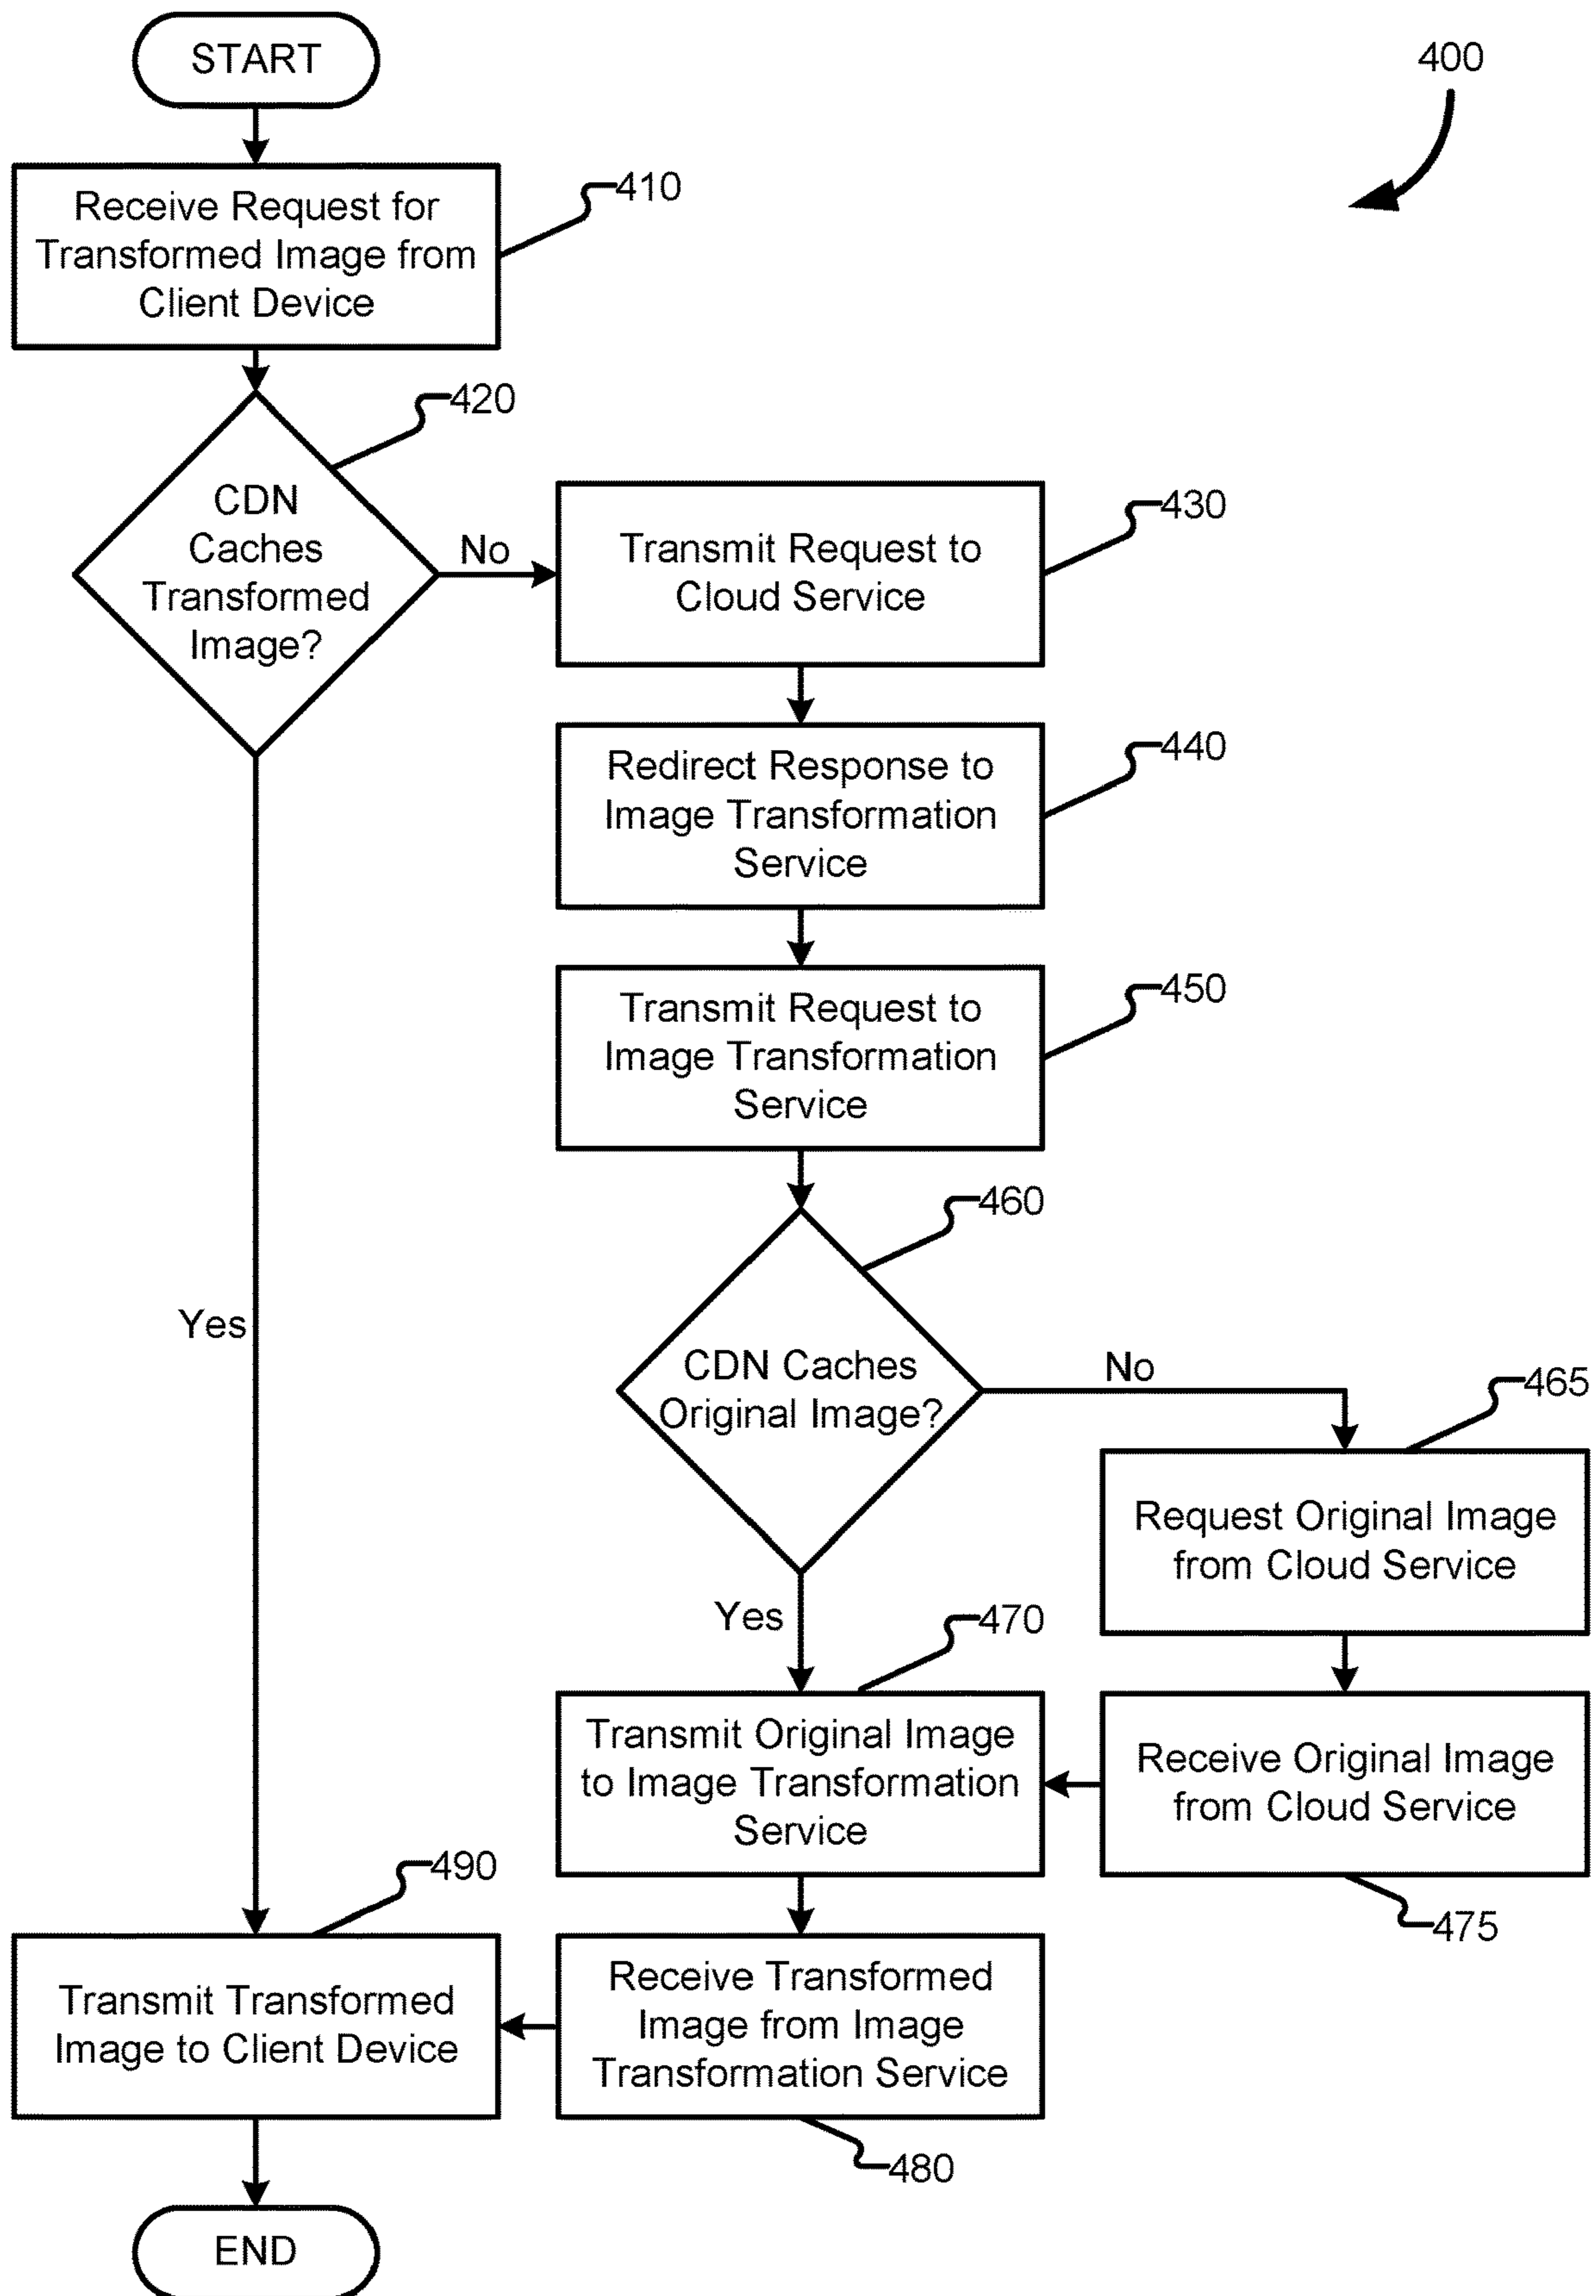 START
400
Receive Request for
Transformed Image from
Client Device
410
420
CDN
Caches
Transformed
Image?
No
Transmit Request to
Cloud Service
430
Redirect Response to
Image Transformation
Service
440
Transmit Request to
Image Transformation
Service
450
460
CDN Caches
Original Image?
No
Yes
465
Request Original Image
from Cloud Service
Yes
470
Transmit Original Image
to Image Transformation
Service
Receive Original Image
from Cloud Service
475
490
Transmit Transformed
Image to Client Device
Receive Transformed
Image from Image
Transformation Service
480
END